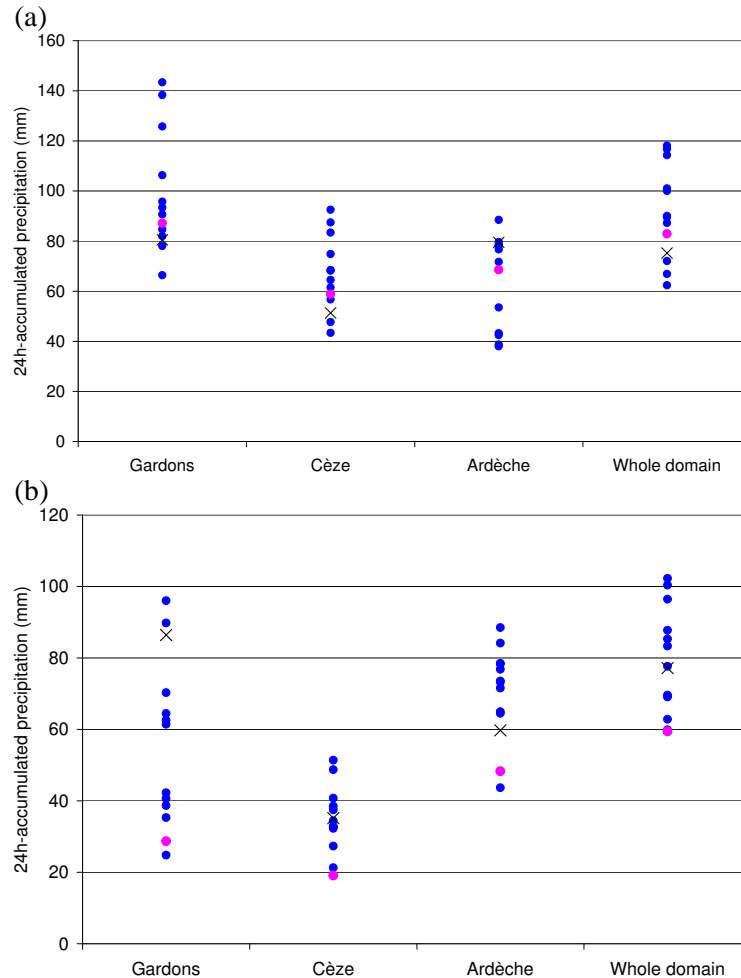 (a)
160
140
120
100
80
60
40
20
0
24h-accumulated precipitation (mm)
Gardons Cèze Ardèche Whole domain
(b)
120
100
80
60
40
20
0
24h-accumulated precipitation (mm)
Gardons Cèze Ardèche Whole domain